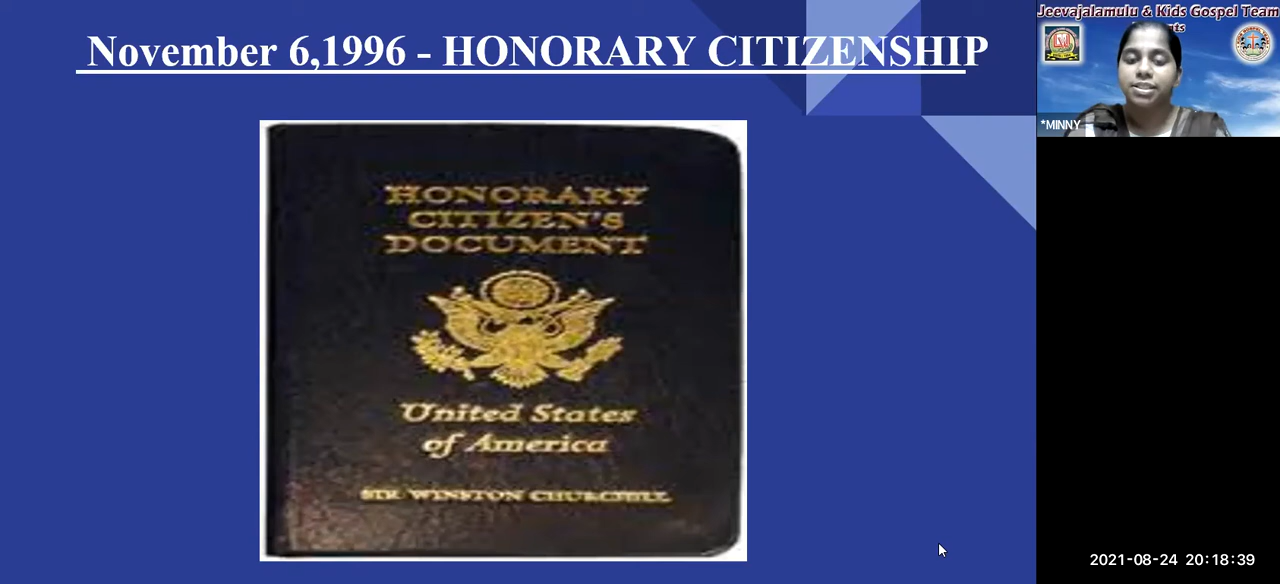 November 6,1996 - HONORARY CITIZENSHIP
HONORARY
CITIZEN'S
DOCUMENT
United States
of America
SIR WINSTON CHURCHILL
Jeevajalamulu & Kids Gospel Team
*MINNY
2021-08-24 20:18:39